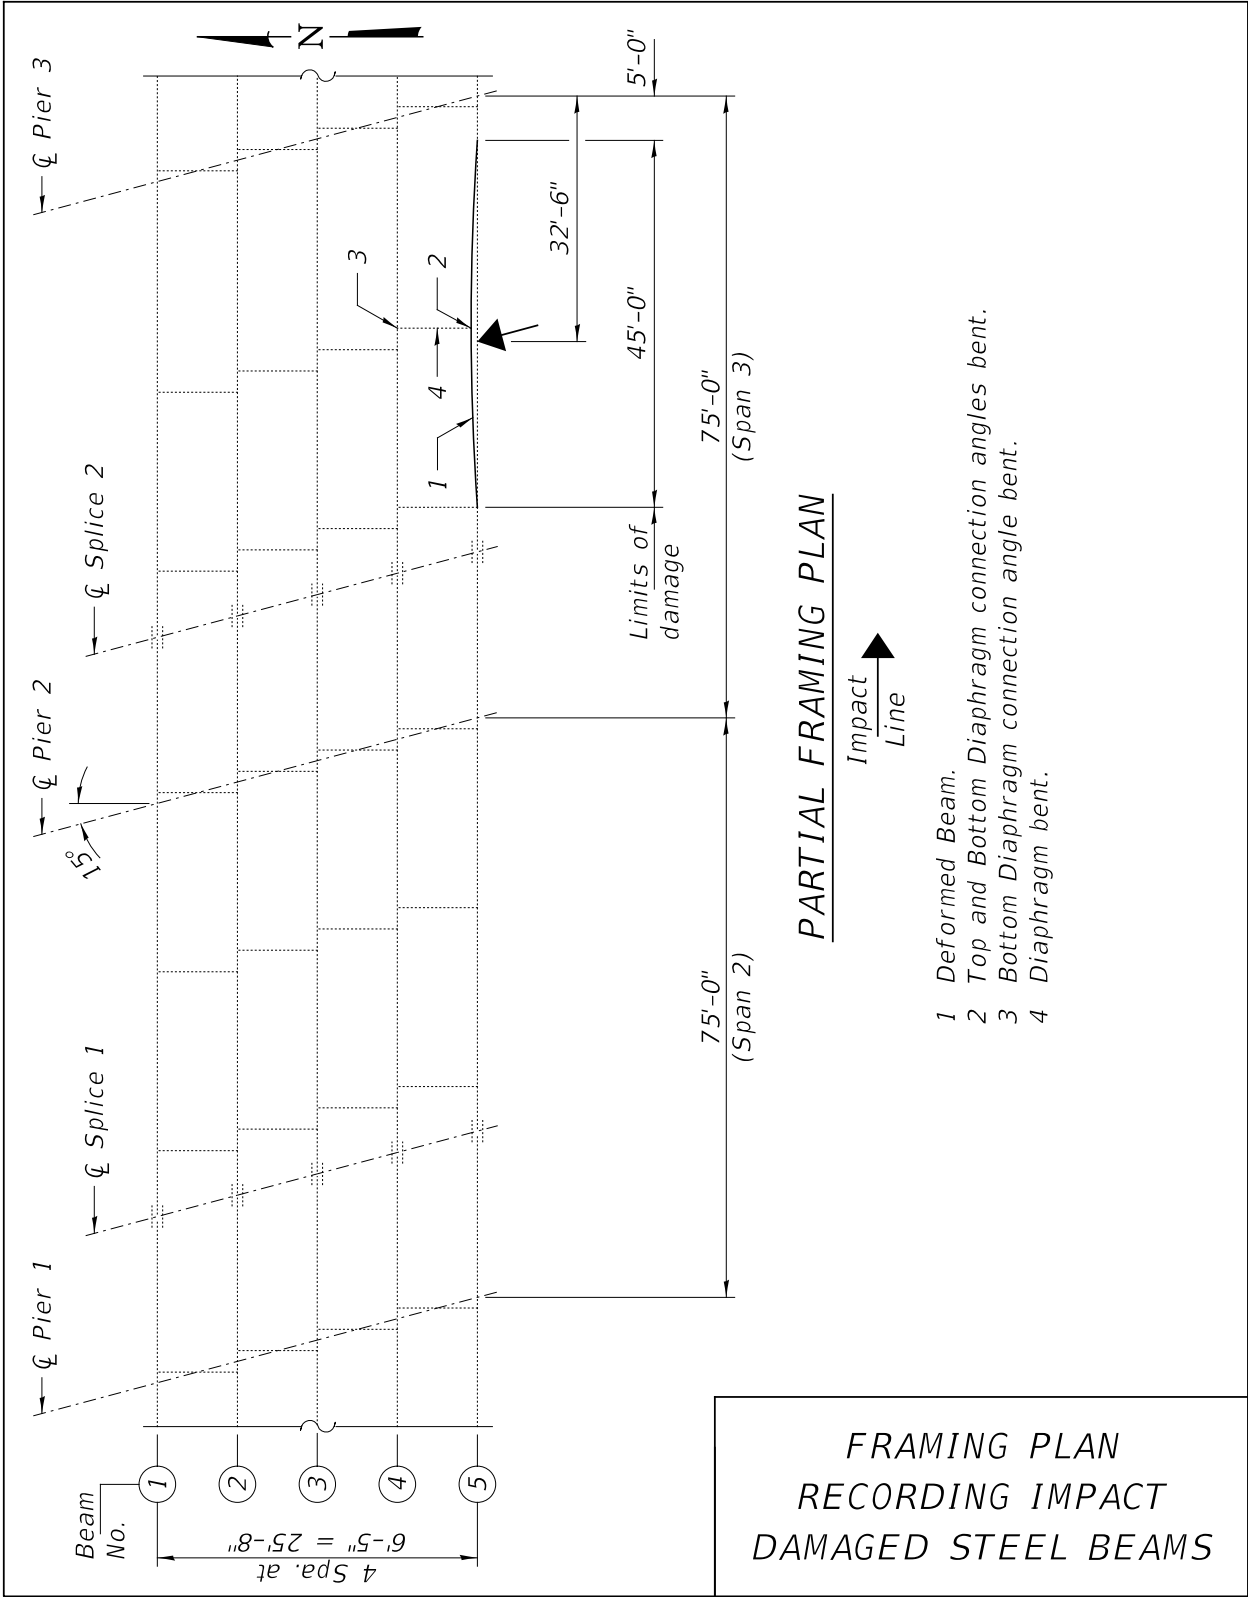 ℄ Pier 1
℄ Splice 1
℄ Pier 2
℄ Splice 2
℄ Pier 3
N
15°
Beam
No.
1
2
3
4
5
4 Spa. at
6'-5" = 25'-8"
1
4
2
3
32'-6"
5'-0"
Limits of
damage
45'-0"
75'-0"
(Span 2)
75'-0"
(Span 3)
PARTIAL FRAMING PLAN
Impact
Line
1 Deformed Beam.
2 Top and Bottom Diaphragm connection angles bent.
3 Bottom Diaphragm connection angle bent.
4 Diaphragm bent.
FRAMING PLAN
RECORDING IMPACT
DAMAGED STEEL BEAMS